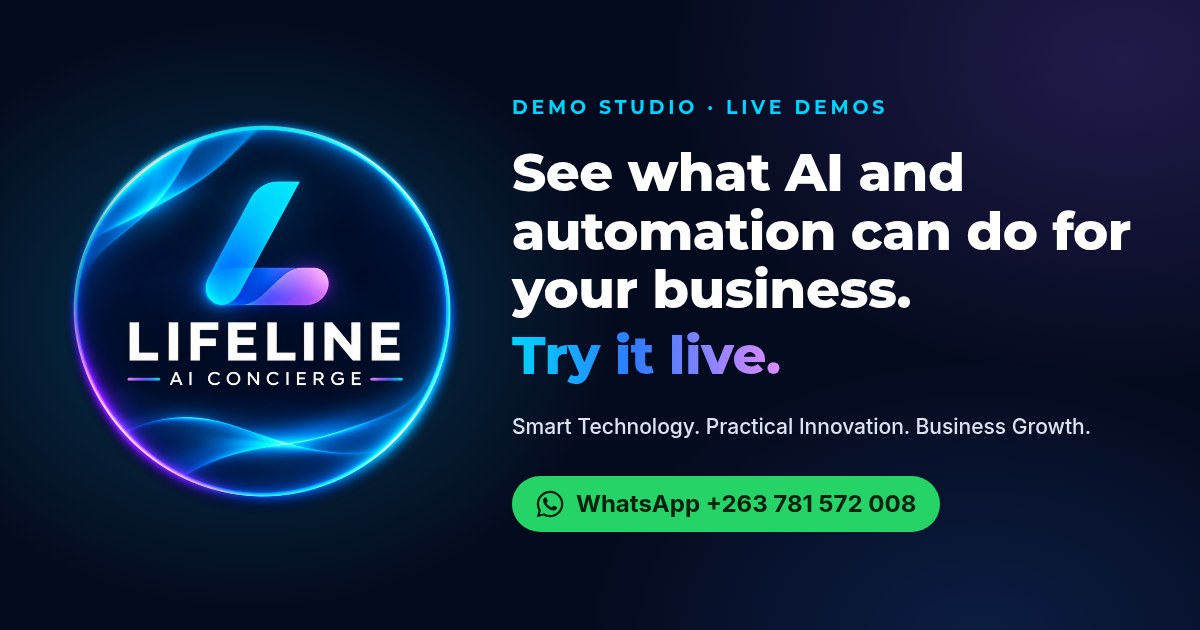 LIFELINE
AI CONCIERGE
DEMO STUDIO · LIVE DEMOS
See what AI and
automation can do for
your business.
Try it live.
Smart Technology. Practical Innovation. Business Growth.
WhatsApp +263 781 572 008